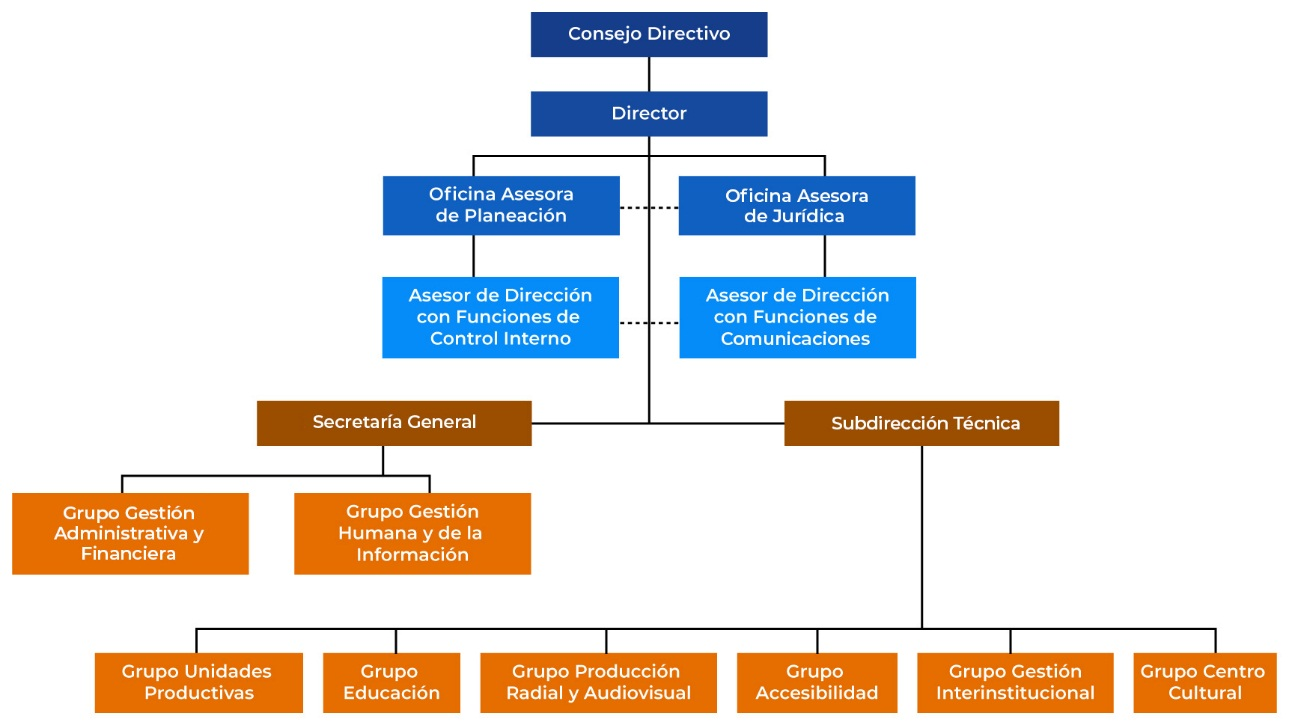 Consejo Directivo
Director
Oficina Asesora
de Planeación
Oficina Asesora
de Jurídica
Asesor de Dirección
con Funciones de
Control Interno
Asesor de Dirección
con Funciones de
Comunicaciones
Secretaría General
Subdirección Técnica
Grupo Gestión
Administrativa y
Financiera
Grupo Gestión
Humana y de la
Información
Grupo Unidades
Productivas
Grupo
Educación
Grupo Producción
Radial y Audiovisual
Grupo
Accesibilidad
Grupo Gestión
Interinstitucional
Grupo Centro
Cultural